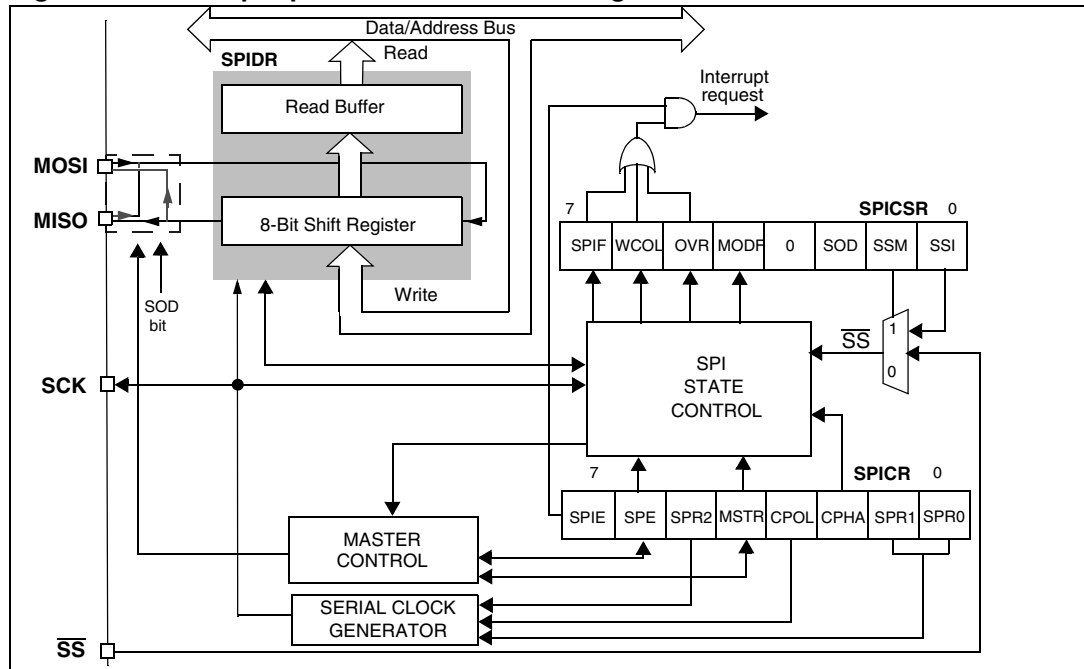 Data/Address Bus
SPIDR
Read
Interrupt
request
Read Buffer
MOSI
MISO
8-Bit Shift Register
7
SPICSR
0
SPIF
WCOL
OVR
MODF
0
SOD
SSM
SSI
Write
SOD
bit
1
SS
0
SPI
STATE
CONTROL
SCK
7
SPICR
0
SPIE
SPE
SPR2
MSTR
CPOL
CPHA
SPR1
SPR0
MASTER
CONTROL
SERIAL CLOCK
GENERATOR
SS